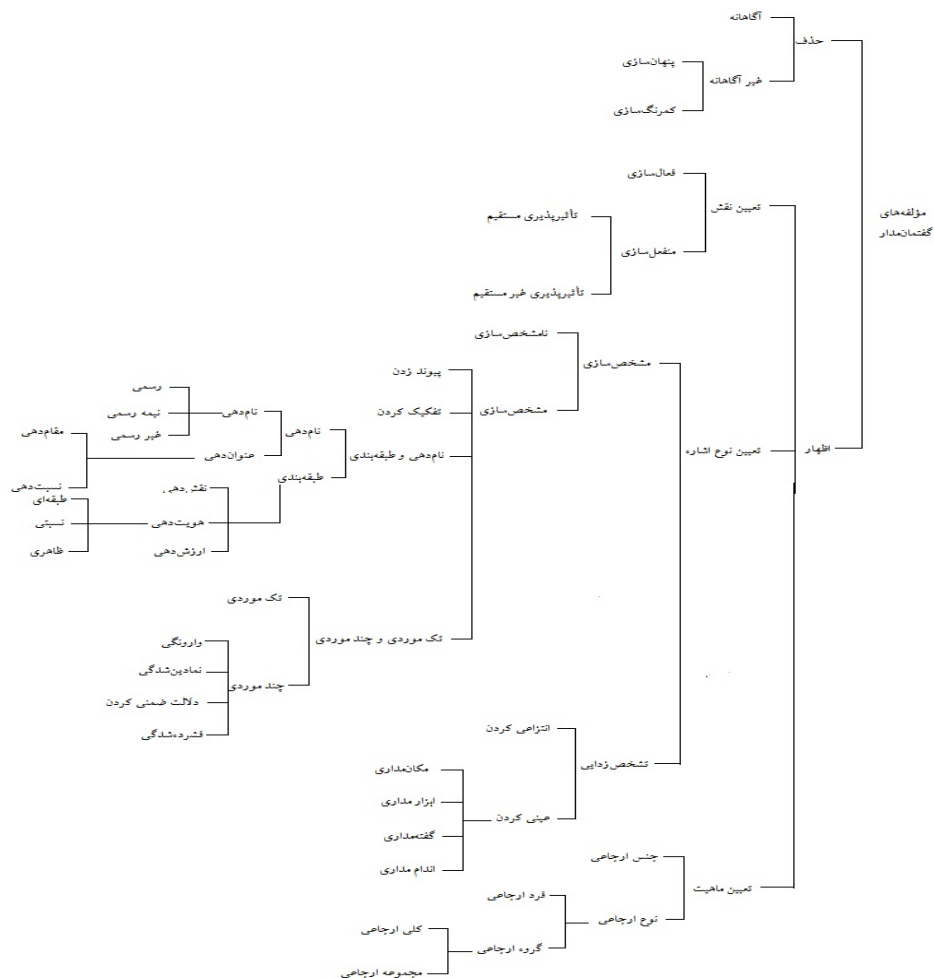 مؤلفه‌های
گفتمان‌مدار
حذف
آگاهانه
غیر آگاهانه
پنهان‌سازی
کمرنگ‌سازی
اظهار
تعیین نقش
فعال‌سازی
منفعل‌سازی
تأثیرپذیری مستقیم
تأثیرپذیری غیر مستقیم
تعیین نوع اشاره
مشخص‌سازی
نامشخص‌سازی
مشخص‌سازی
پیوند زدن
تفکیک کردن
نام‌دهی و طبقه‌بندی
نام‌دهی
نام‌دهی
رسمی
نیمه رسمی
غیر رسمی
عنوان‌دهی
مقام‌دهی
نسبت‌دهی
طبقه‌بندی
نقش‌دهی
هویت‌دهی
طبقه‌ای
نسبتی
ظاهری
ارزش‌دهی
تک موردی و چند موردی
تک موردی
چند موردی
وارونگی
نمادین‌شدگی
دلالت ضمنی کردن
فشرده‌شدگی
تشخص‌زدایی
انتزاعی کردن
عینی کردن
مکان‌مداری
ابزار مداری
گفته‌مداری
اندام مداری
تعیین ماهیت
جنس ارجاعی
نوع ارجاعی
فرد ارجاعی
گروه ارجاعی
کلی ارجاعی
مجموعه ارجاعی